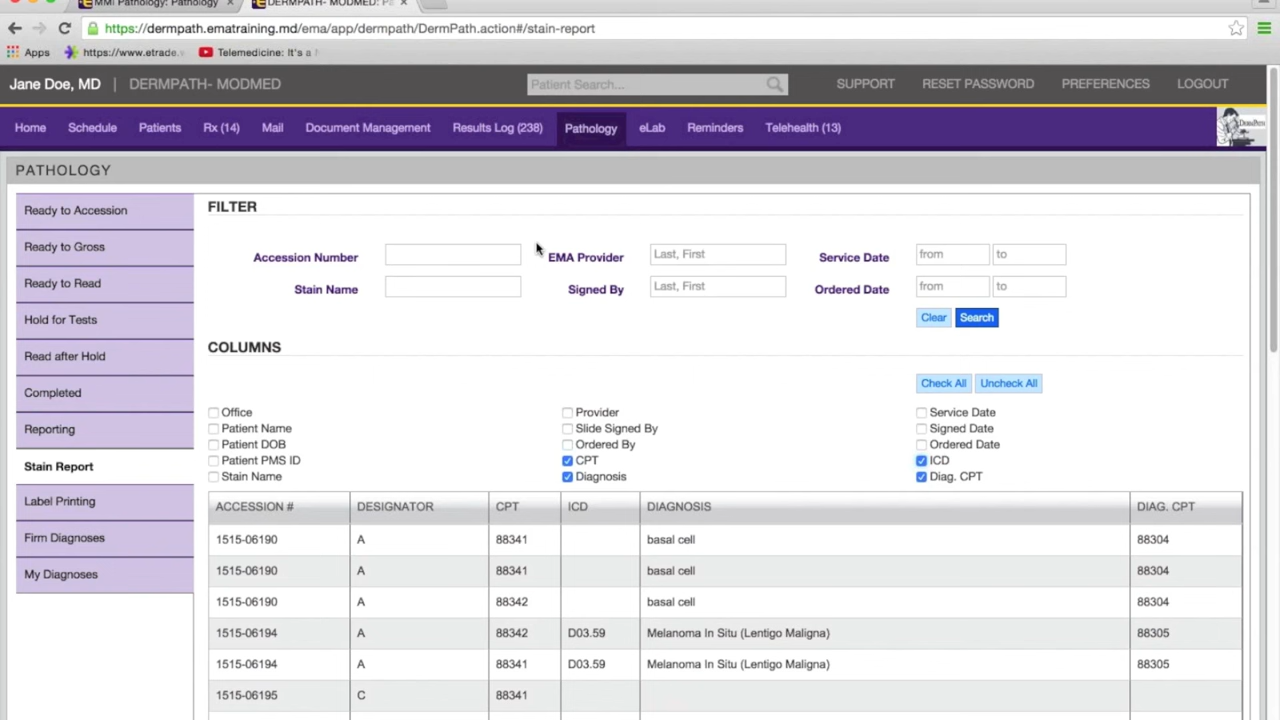 MMI Pathology: Pathology
DERMPATH- MODMED: P
https://dermpath.ematraining.md/ema/app/dermpath/DermPath.action#/stain-report
Apps https://www.etrade. Telemedicine: It's a
Jane Doe, MD | DERMPATH- MODMED Patient Search... SUPPORT RESET PASSWORD PREFERENCES LOGOUT
Home Schedule Patients Rx (14) Mail Document Management Results Log (238) Pathology eLab Reminders Telehealth (13)
PATHOLOGY
Ready to Accession
Ready to Gross
Ready to Read
Hold for Tests
Read after Hold
Completed
Reporting
Stain Report
Label Printing
Firm Diagnoses
My Diagnoses
FILTER
Accession Number EMA Provider Last, First Service Date from to
Stain Name Signed By Last, First Ordered Date from to
Clear Search
COLUMNS
Check All Uncheck All
Office Provider Service Date
Patient Name Slide Signed By Signed Date
Patient DOB Ordered By Ordered Date
Patient PMS ID CPT ICD
Stain Name Diagnosis Diag. CPT
ACCESSION # DESIGNATOR CPT ICD DIAGNOSIS DIAG. CPT
1515-06190 A 88341 basal cell 88304
1515-06190 A 88341 basal cell 88304
1515-06190 A 88342 basal cell 88304
1515-06194 A 88342 D03.59 Melanoma In Situ (Lentigo Maligna) 88305
1515-06194 A 88341 D03.59 Melanoma In Situ (Lentigo Maligna) 88305
1515-06195 C 88341